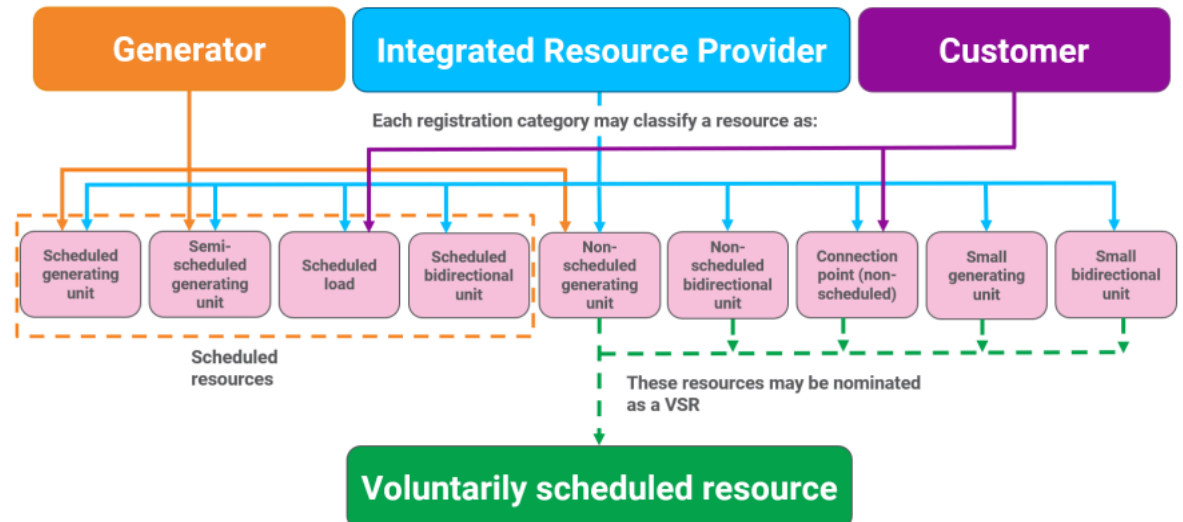 Generator
Integrated Resource Provider
Customer
Each registration category may classify a resource as:
Scheduled
generating
unit
Semi-
scheduled
generating
unit
Scheduled
load
Scheduled
bidirectional
unit
Non-
scheduled
generating
unit
Non-
scheduled
bidirectional
unit
Connection
point (non-
scheduled)
Small
generating
unit
Small
bidirectional
unit
Scheduled
resources
These resources may be nominated
as a VSR
Voluntarily scheduled resource